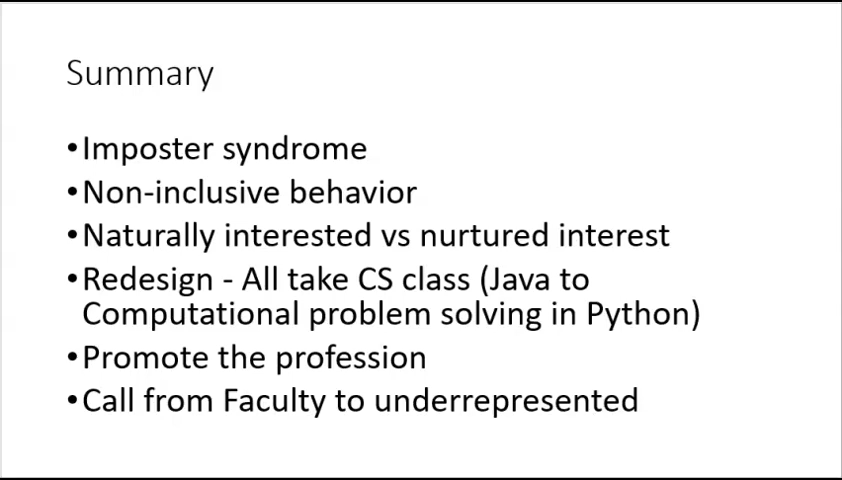 Summary
•Imposter syndrome
•Non-inclusive behavior
•Naturally interested vs nurtured interest
•Redesign - All take CS class (Java to
Computational problem solving in Python)
•Promote the profession
•Call from Faculty to underrepresented